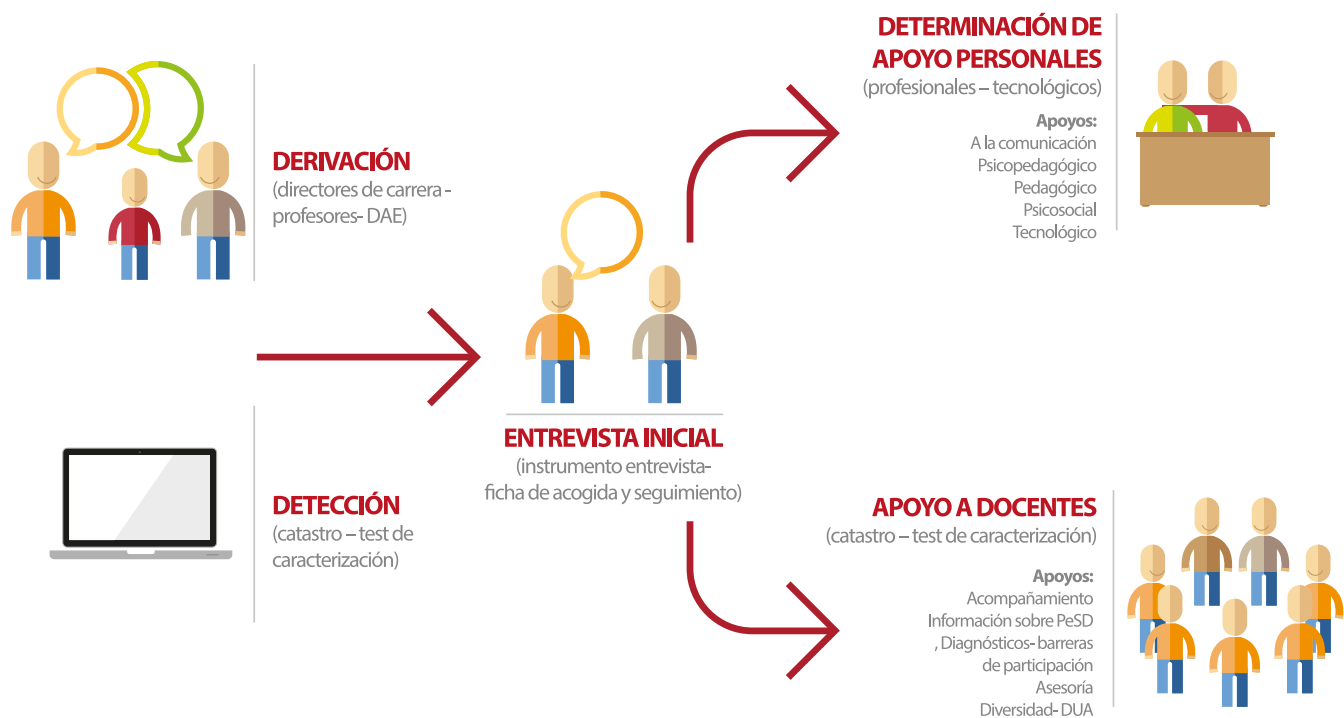 DERIVACIÓN
(directores de carrera -
profesores- DAE)
DETECCIÓN
(catastro – test de
caracterización)
ENTREVISTA INICIAL
(instrumento entrevista-
ficha de acogida y seguimiento)
DETERMINACIÓN DE
APOYO PERSONALES
(profesionales – tecnológicos)
Apoyos:
A la comunicación
Psicopedagógico
Pedagógico
Psicosocial
Tecnológico
APOYO A DOCENTES
(catastro – test de caracterización)
Apoyos:
Acompañamiento
Información sobre PeSD
, Diagnósticos- barreras
de participación
Asesoría
Diversidad- DUA